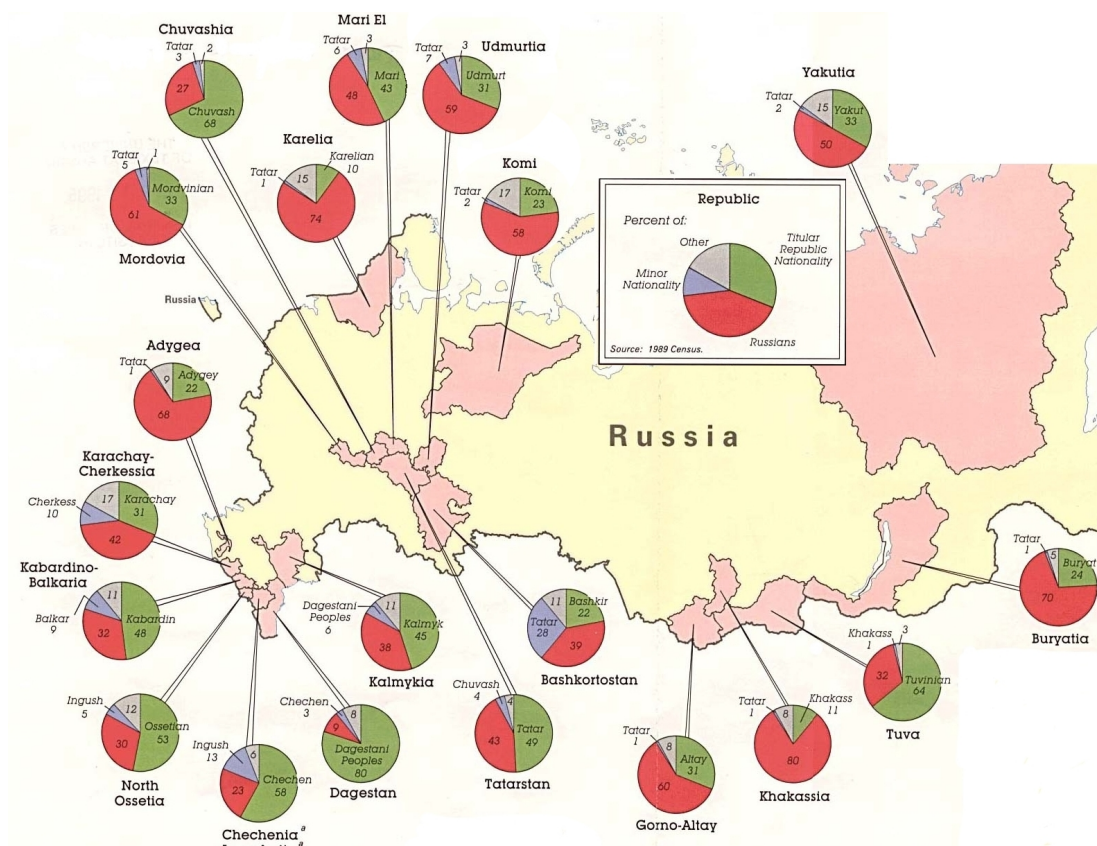 Chuvashia
Tatar
3
2
27
Chuvash
68
Mari El
Tatar
6
3
Mari
43
48
Udmurtia
Tatar
7
3
Udmurt
31
59
Yakutia
Tatar
2
15
Yakut
33
50
Karelia
Tatar
1
15
Karelian
10
74
Komi
Tatar
2
17
Komi
23
58
Tatar
5
1
Mordvinian
33
61
Mordovia
Republic
Percent of:
Other
Titular
Republic
Nationality
Minor
Nationality
Russians
Source: 1989 Census.
Russia
Russia
Adygea
Tatar
1
9
Adygey
22
68
Karachay-
Cherkessia
Cherkess
10
17
Karachay
31
42
Kabardino-
Balkaria
Balkar
9
11
Kabardin
48
32
Dagestani
Peoples
6
11
Kalmyk
45
38
Kalmykia
11
Bashkir
22
Tatar
28
39
Bashkortostan
Tatar
1
5
Buryat
24
70
Buryatia
Ingush
5
12
Ossetian
53
30
North
Ossetia
Ingush
13
6
Chechen
58
23
Chechenia a
Chechen
3
8
9
Dagestani
Peoples
80
Dagestan
Chuvash
4
4
Tatar
49
43
Tatarstan
Tatar
1
8
Altay
31
60
Gorno-Altay
Tatar
1
8
Khakass
11
80
Khakassia
Khakass
1
3
32
Tuvinian
64
Tuva